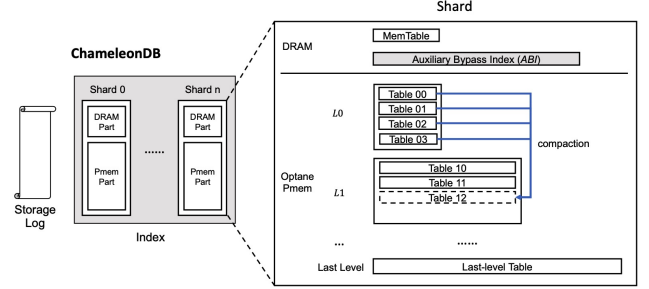 Shard
ChameleonDB
Shard 0
Shard n
DRAM
Part
......
DRAM
Part
Pmem
Part
Pmem
Part
Storage
Log
Index
DRAM
MemTable
Auxiliary Bypass Index (ABI)
Optane
Pmem
L0
Table 00
Table 01
Table 02
Table 03
compaction
L1
Table 10
Table 11
Table 12
...
......
Last Level
Last-level Table